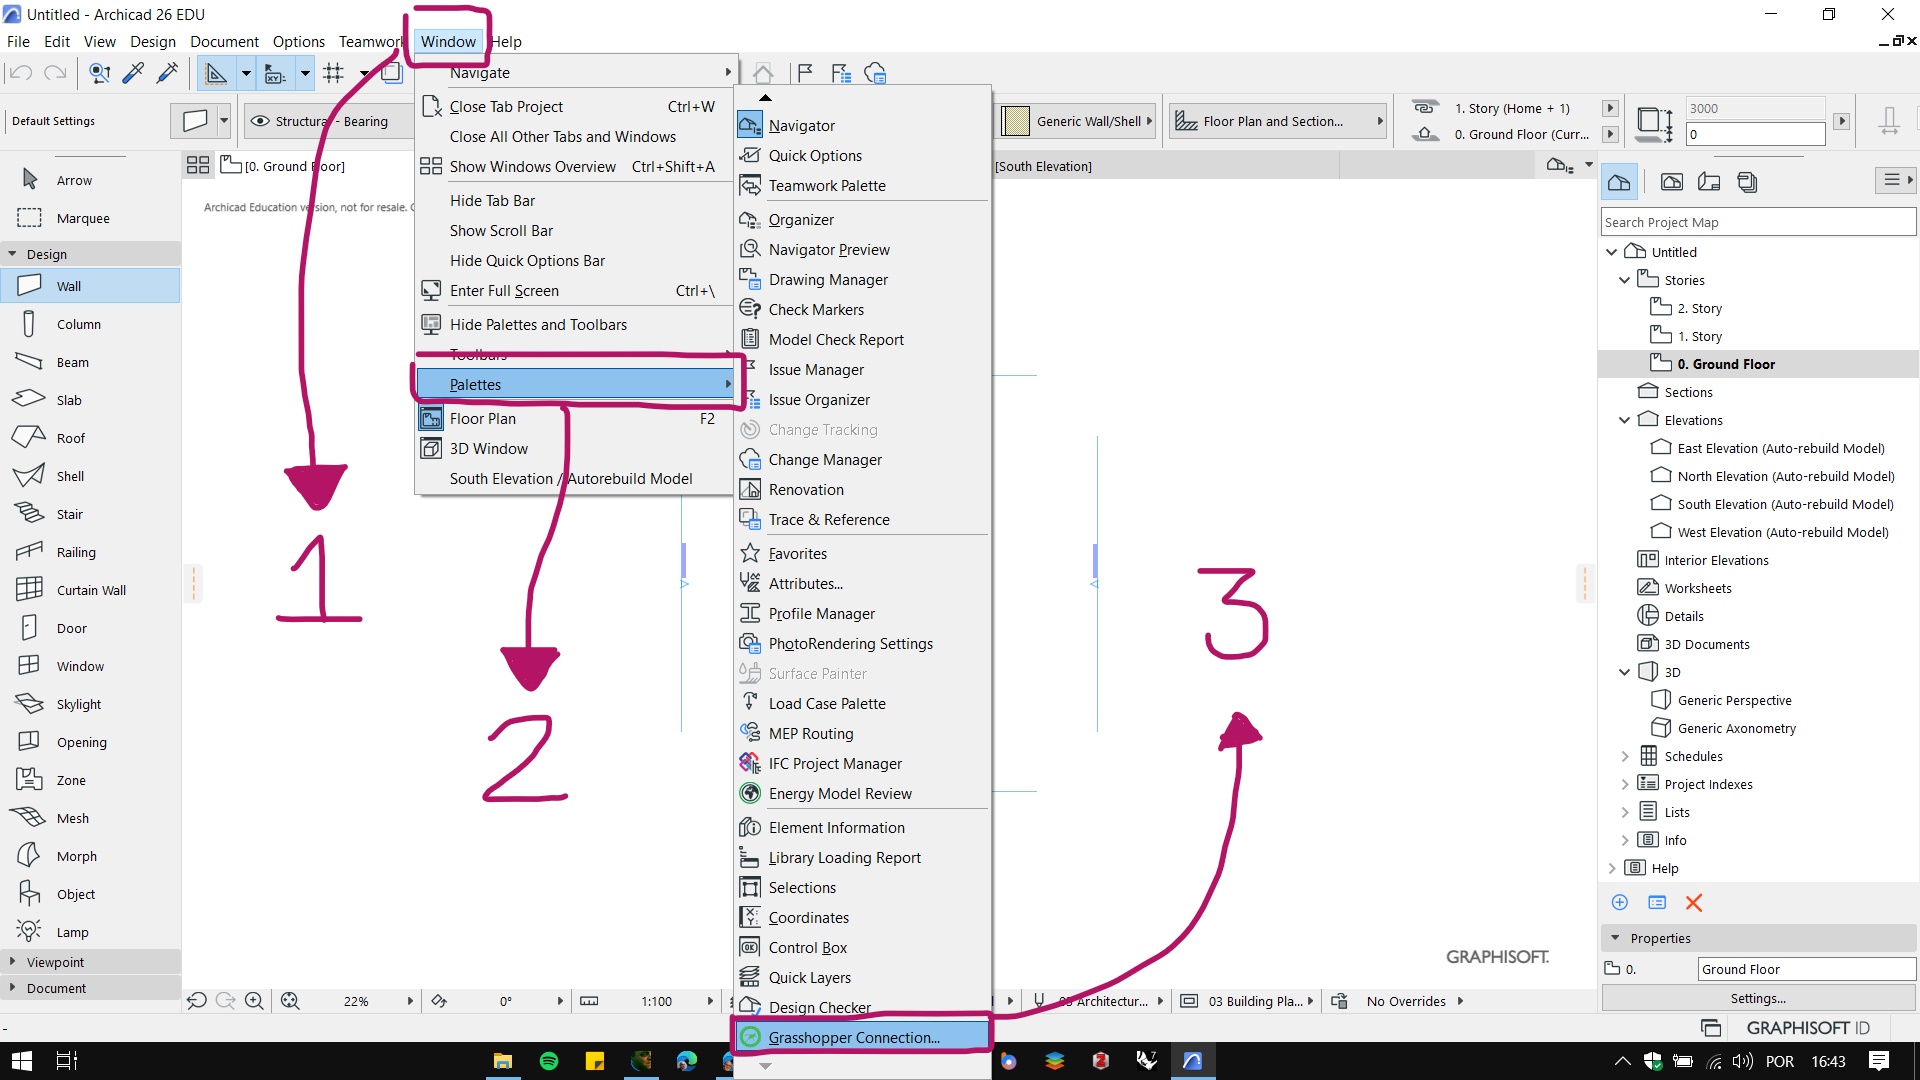 Untitled - Archicad 26 EDU
File Edit View Design Document Options Teamwork Window Help
Default Settings
Structural - Bearing
Generic Wall/Shell
Floor Plan and Section...
1. Story (Home + 1)
0. Ground Floor (Curr...
3000
0
[0. Ground Floor]
[South Elevation]
Archicad Education version, not for resale.
Arrow
Marquee
Design
Wall
Column
Beam
Slab
Roof
Shell
Stair
Railing
Curtain Wall
Door
Window
Skylight
Opening
Zone
Mesh
Morph
Object
Lamp
Viewpoint
Document
Navigate
Close Tab Project Ctrl+W
Close All Other Tabs and Windows
Show Windows Overview Ctrl+Shift+A
Hide Tab Bar
Show Scroll Bar
Hide Quick Options Bar
Enter Full Screen Ctrl+\
Hide Palettes and Toolbars
Toolbars
Palettes
Floor Plan F2
3D Window
South Elevation / Autorebuild Model
1
2
3
Navigator
Quick Options
Teamwork Palette
Organizer
Navigator Preview
Drawing Manager
Check Markers
Model Check Report
Issue Manager
Issue Organizer
Change Tracking
Change Manager
Renovation
Trace & Reference
Favorites
Attributes...
Profile Manager
PhotoRendering Settings
Surface Painter
Load Case Palette
MEP Routing
IFC Project Manager
Energy Model Review
Element Information
Library Loading Report
Selections
Coordinates
Control Box
Quick Layers
Design Checker
Grasshopper Connection...
Search Project Map
Untitled
Stories
2. Story
1. Story
0. Ground Floor
Sections
Elevations
East Elevation (Auto-rebuild Model)
North Elevation (Auto-rebuild Model)
South Elevation (Auto-rebuild Model)
West Elevation (Auto-rebuild Model)
Interior Elevations
Worksheets
Details
3D Documents
3D
Generic Perspective
Generic Axonometry
Schedules
Project Indexes
Lists
Info
Help
Properties
0. Ground Floor
Settings...
GRAPHISOFT.
22% 0° 1:100 03 Architectur... 03 Building Pla... No Overrides
-
GRAPHISOFT ID
POR 16:43